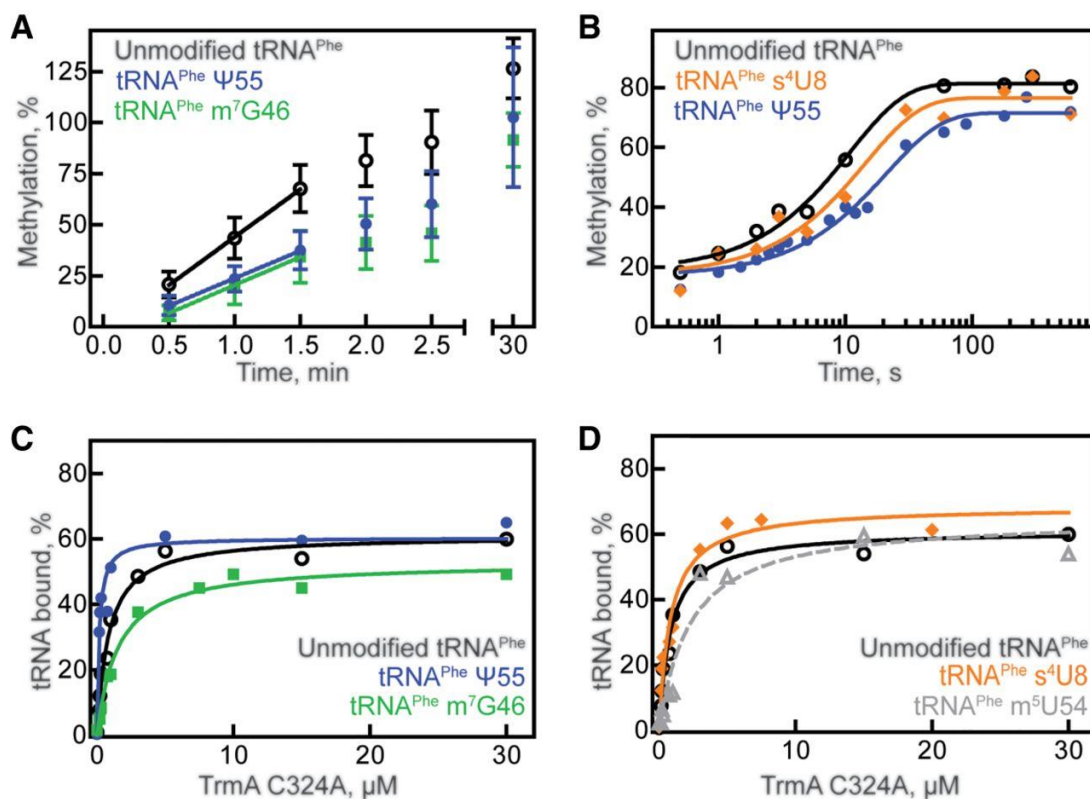 A
Unmodified tRNAPhe
tRNAPhe Ψ55
tRNAPhe m7G46
Methylation, %
125
100
75
50
25
0
0.0 0.5 1.0 1.5 2.0 2.5 30
Time, min
B
Unmodified tRNAPhe
tRNAPhe s4U8
tRNAPhe Ψ55
Methylation, %
80
60
40
20
0
1 10 100
Time, s
C
tRNA bound, %
80
60
40
20
0
Unmodified tRNAPhe
tRNAPhe Ψ55
tRNAPhe m7G46
0 10 20 30
TrmA C324A, μM
D
tRNA bound, %
80
60
40
20
0
Unmodified tRNAPhe
tRNAPhe s4U8
tRNAPhe m5U54
0 10 20 30
TrmA C324A, μM